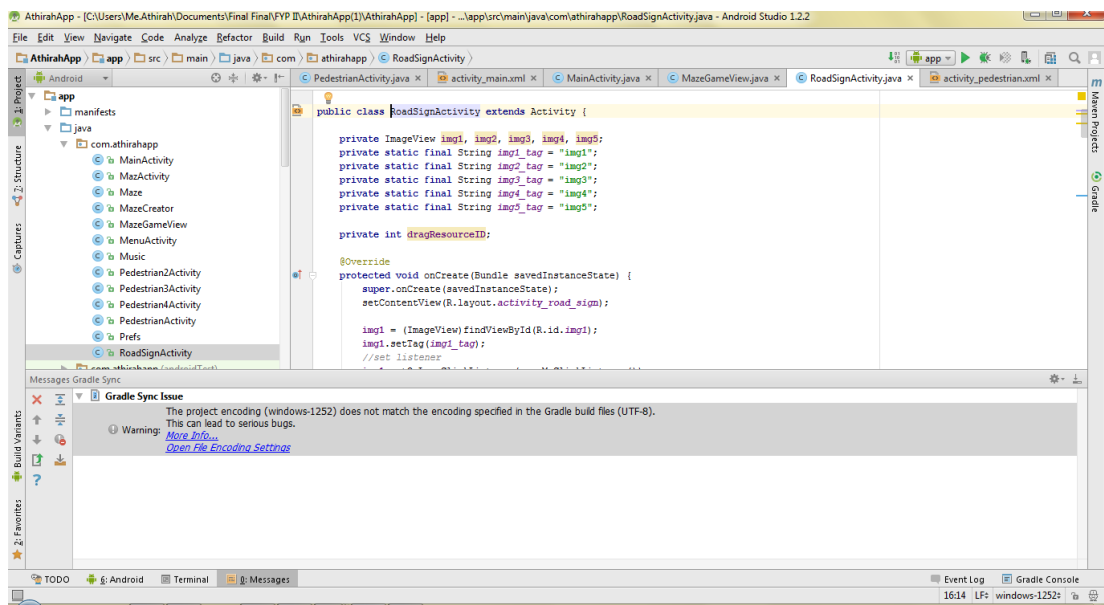 AthirahApp - [C:\Users\Me.Athirah\Documents\Final Final\FYP II\AthirahApp(1)\AthirahApp] - [app] - ...\app\src\main\java\com\athirahapp\RoadSignActivity.java - Android Studio 1.2.2
File Edit View Navigate Code Analyze Refactor Build Run Tools VCS Window Help
AthirahApp app src main java com athirahapp RoadSignActivity app
Android PedestrianActivity.java × activity_main.xml × MainActivity.java × MazeGameView.java × RoadSignActivity.java × activity_pedestrian.xml ×
1: Project
Z: Structure
Captures
Build Variants
2: Favorites
app
manifests
java
com.athirahapp
MainActivity
MazActivity
Maze
MazeCreator
MazeGameView
MenuActivity
Music
Pedestrian2Activity
Pedestrian3Activity
Pedestrian4Activity
PedestrianActivity
Prefs
RoadSignActivity
com.athirahapp (androidTest)
public class RoadSignActivity extends Activity {
private ImageView img1, img2, img3, img4, img5;
private static final String img1_tag = "img1";
private static final String img2_tag = "img2";
private static final String img3_tag = "img3";
private static final String img4_tag = "img4";
private static final String img5_tag = "img5";
private int dragResourceID;
@Override
protected void onCreate(Bundle savedInstanceState) {
super.onCreate(savedInstanceState);
setContentView(R.layout.activity_road_sign);
img1 = (ImageView)findViewById(R.id.img1);
img1.setTag(img1_tag);
//set listener
m Maven Projects
Gradle
Messages Gradle Sync
Gradle Sync Issue
The project encoding (windows-1252) does not match the encoding specified in the Gradle build files (UTF-8).
Warning: This can lead to serious bugs.
More Info...
Open File Encoding Settings
TODO 6: Android Terminal 0: Messages Event Log Gradle Console
16:14 LF÷ windows-1252÷